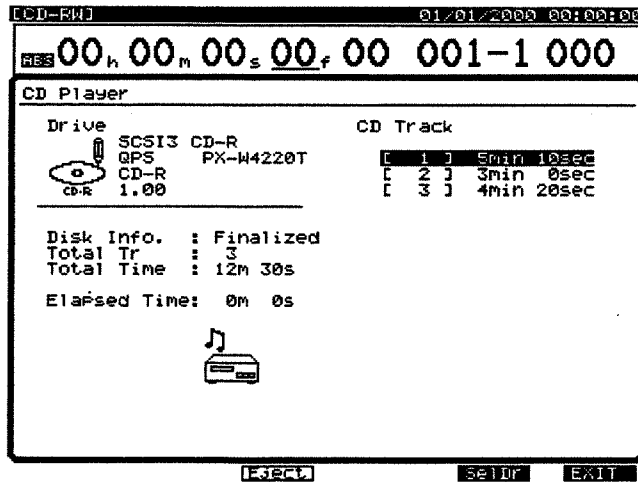 [CD-RW] 01/01/2000 00:00:00
ABS 00h 00m 00s 00f 00 001-1 000
CD Player
Drive
SCSI3 CD-R
QPS PX-W4220T
CD-R
1.00
CD-R
Disk Info. : Finalized
Total Tr : 3
Total Time : 12m 30s
Elapsed Time: 0m 0s
CD Track
[ 1 ] 5min 10sec
[ 2 ] 3min 0sec
[ 3 ] 4min 20sec
Eject SelDr EXIT